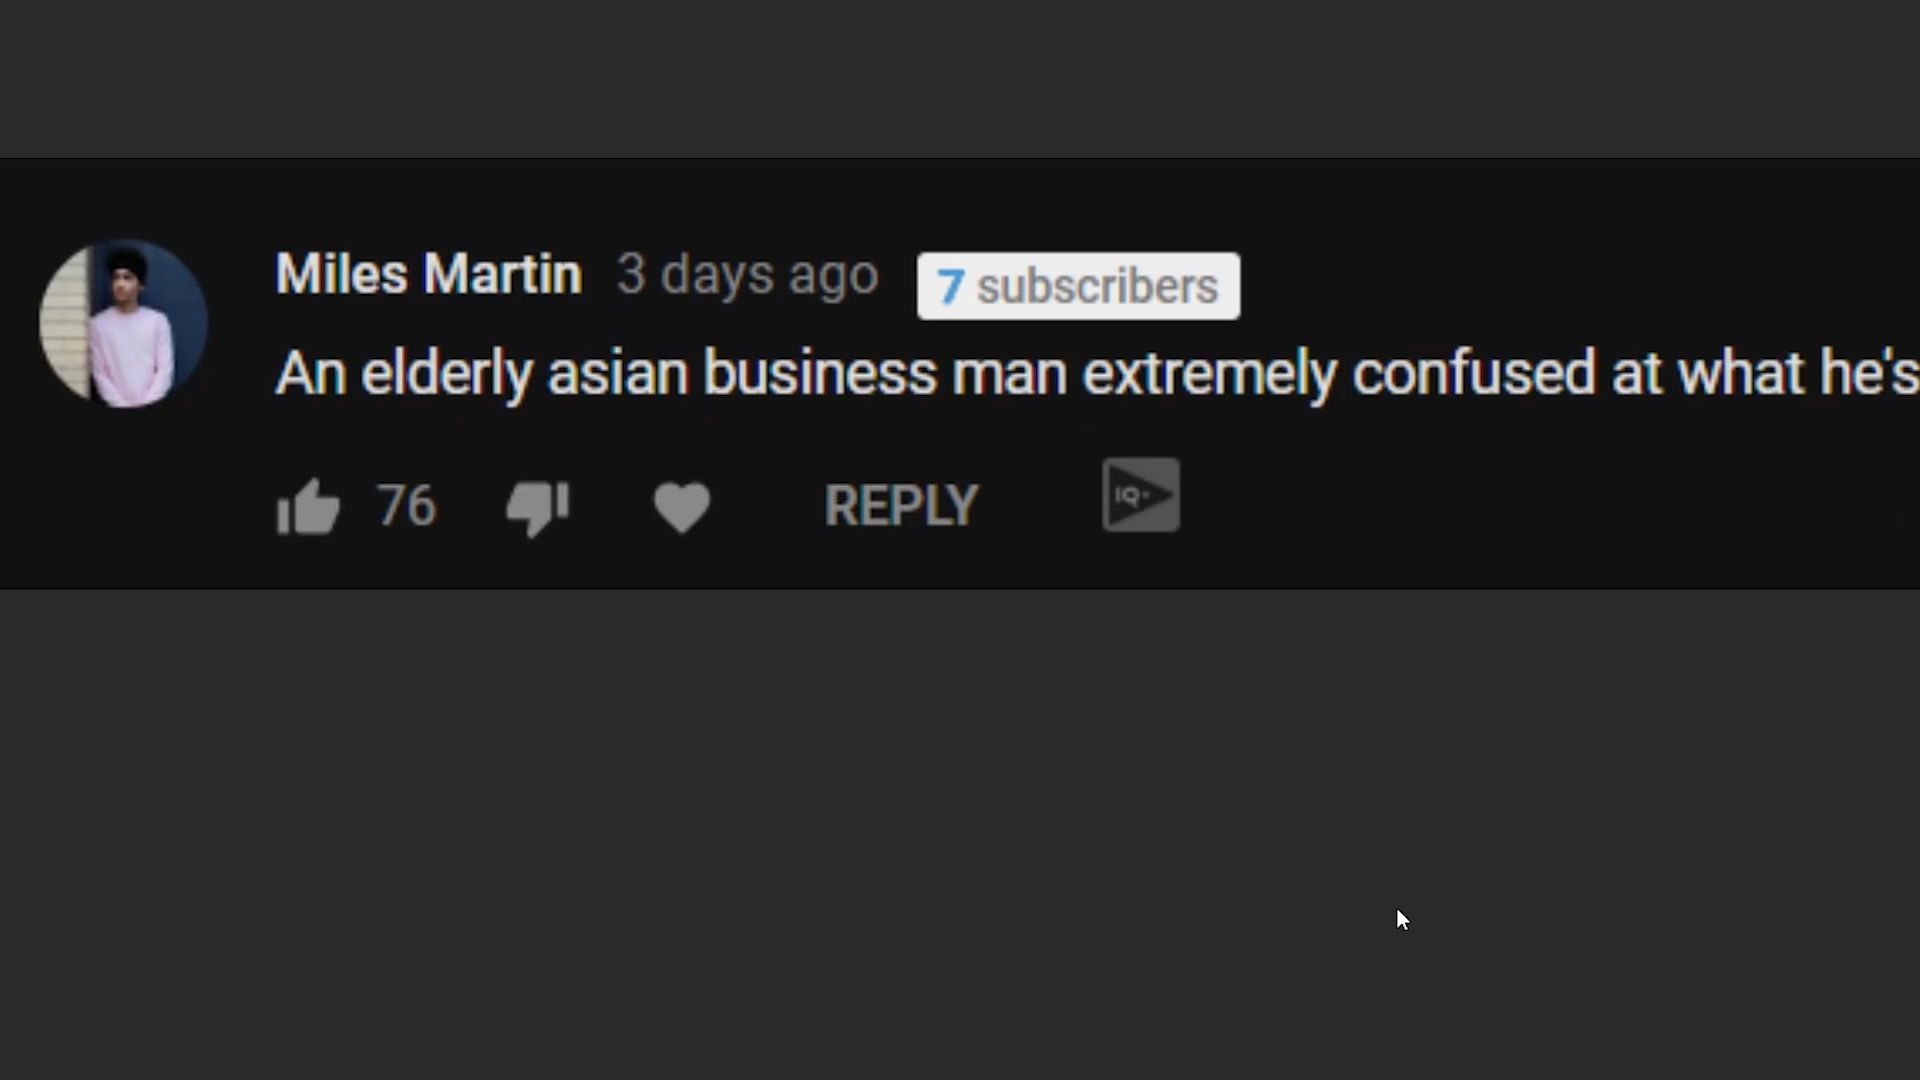 Miles Martin 3 days ago 7 subscribers
An elderly asian business man extremely confused at what he's
76 REPLY
IQ